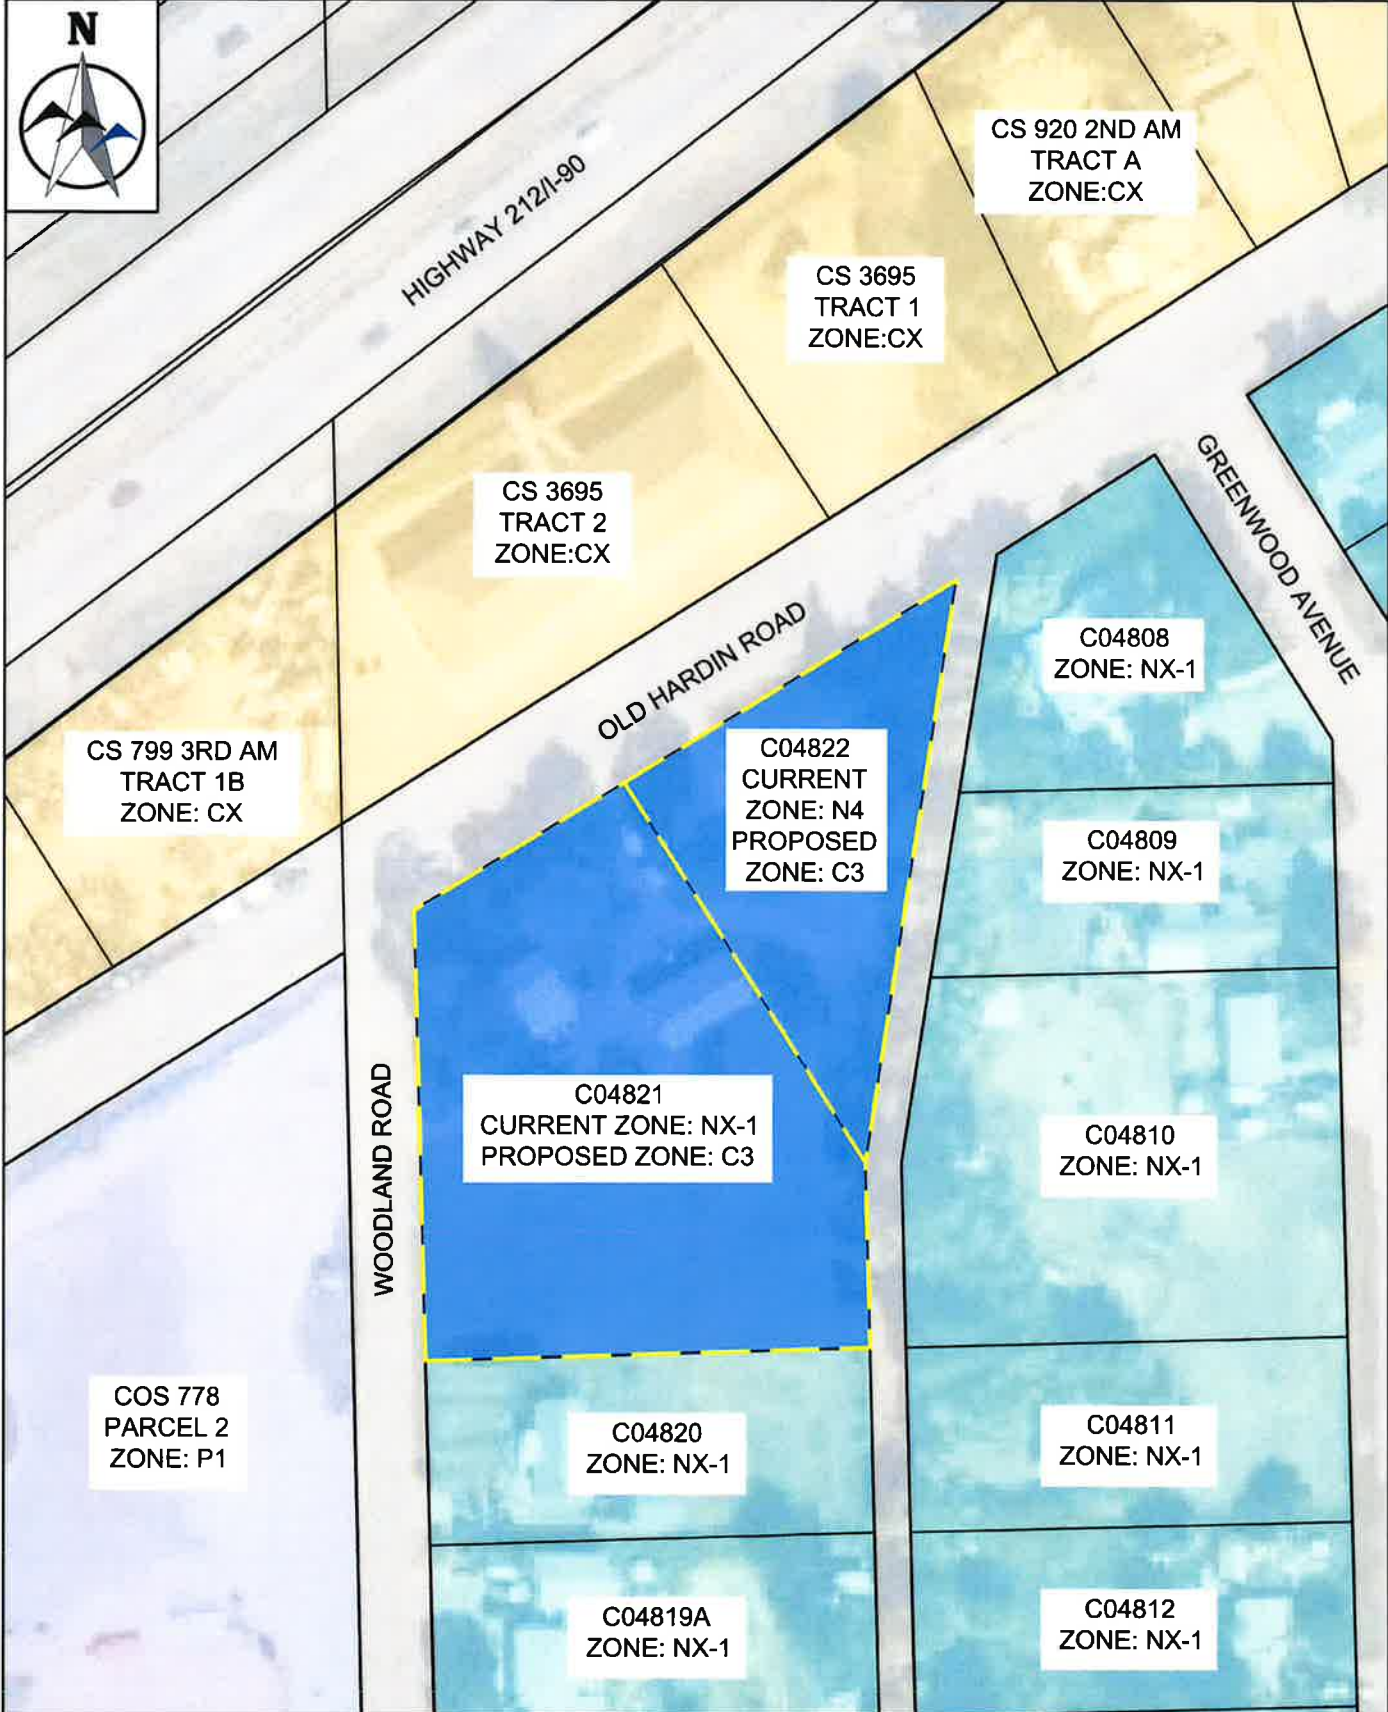 N
HIGHWAY 212/I-90
CS 920 2ND AM
TRACT A
ZONE:CX
CS 3695
TRACT 1
ZONE:CX
CS 3695
TRACT 2
ZONE:CX
GREENWOOD AVENUE
OLD HARDIN ROAD
C04808
ZONE: NX-1
CS 799 3RD AM
TRACT 1B
ZONE: CX
C04822
CURRENT
ZONE: N4
PROPOSED
ZONE: C3
C04809
ZONE: NX-1
WOODLAND ROAD
C04821
CURRENT ZONE: NX-1
PROPOSED ZONE: C3
C04810
ZONE: NX-1
COS 778
PARCEL 2
ZONE: P1
C04820
ZONE: NX-1
C04811
ZONE: NX-1
C04819A
ZONE: NX-1
C04812
ZONE: NX-1